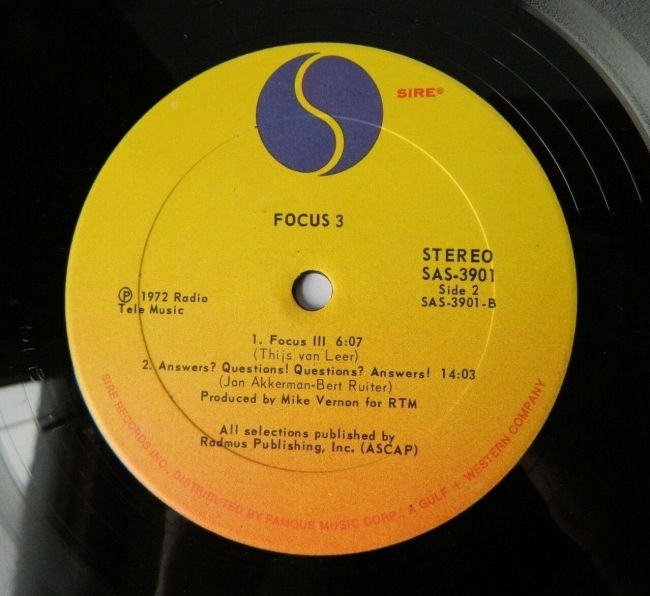 SIRE®
FOCUS 3
STEREO
SAS-3901
Side 2
SAS-3901-B
℗ 1972 Radio
Tele Music
1. Focus III 6:07
(Thijs van Leer)
2. Answers? Questions! Questions? Answers! 14:03
(Jan Akkerman-Bert Ruiter)
Produced by Mike Vernon for RTM
All selections published by
Radmus Publishing, Inc. (ASCAP)
SIRE RECORDS INC. DISTRIBUTED BY FAMOUS MUSIC CORP., A GULF + WESTERN COMPANY